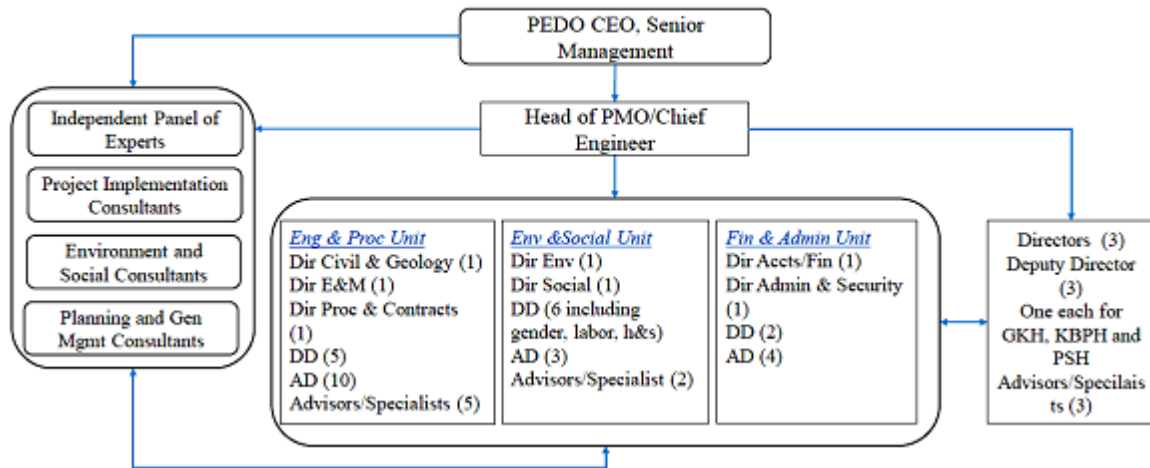 PEDO CEO, Senior
Management
Head of PMO/Chief
Engineer
Independent Panel of
Experts
Project Implementation
Consultants
Environment and
Social Consultants
Planning and Gen
Mgmt Consultants
Eng & Proc Unit
Dir Civil & Geology (1)
Dir E&M (1)
Dir Proc & Contracts
(1)
DD (5)
AD (10)
Advisors/Specialists (5)
Env &Social Unit
Dir Env (1)
Dir Social (1)
DD (6 including
gender, labor, h&s)
AD (3)
Advisors/Specialist (2)
Fin & Admin Unit
Dir Accts/Fin (1)
Dir Admin & Security
(1)
DD (2)
AD (4)
Directors (3)
Deputy Director
(3)
One each for
GKH, KBPH and
PSH
Advisors/Specilais
ts (3)